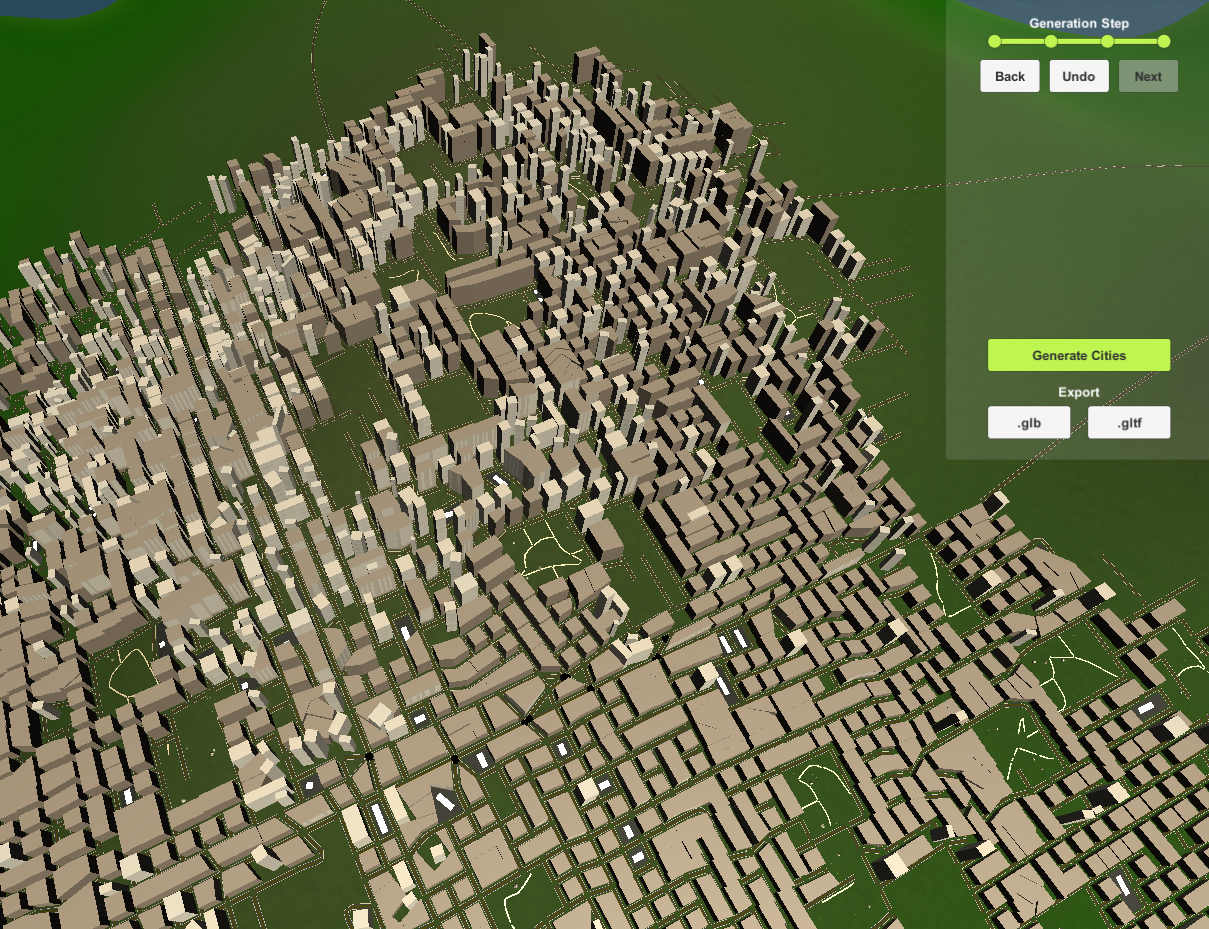 Generation Step
Back Undo Next
Generate Cities
Export
.glb .gltf